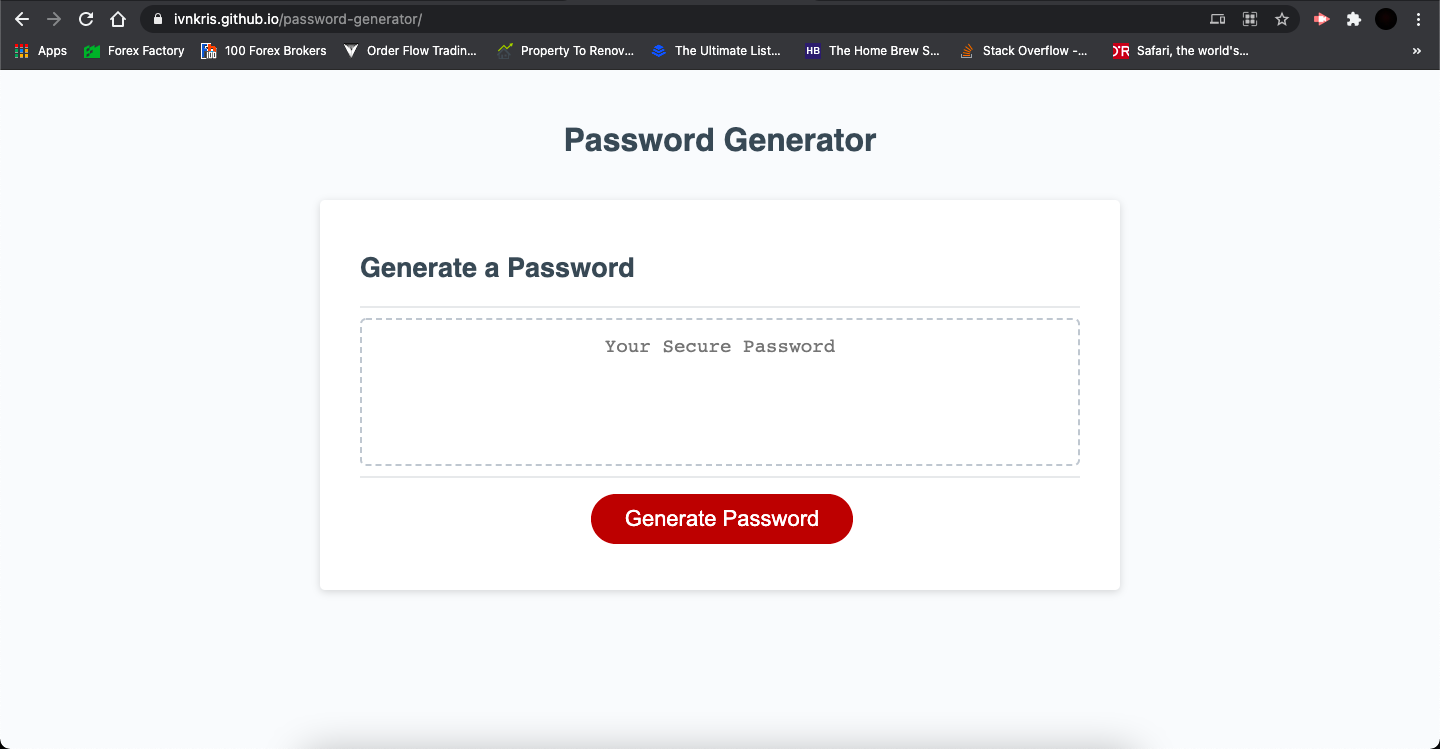 ivnkris.github.io/password-generator/
Apps Forex Factory 100 Forex Brokers Order Flow Tradin... Property To Renov... The Ultimate List... HB The Home Brew S... Stack Overflow -... D'R Safari, the world's... »
Password Generator
Generate a Password
Your Secure Password
Generate Password